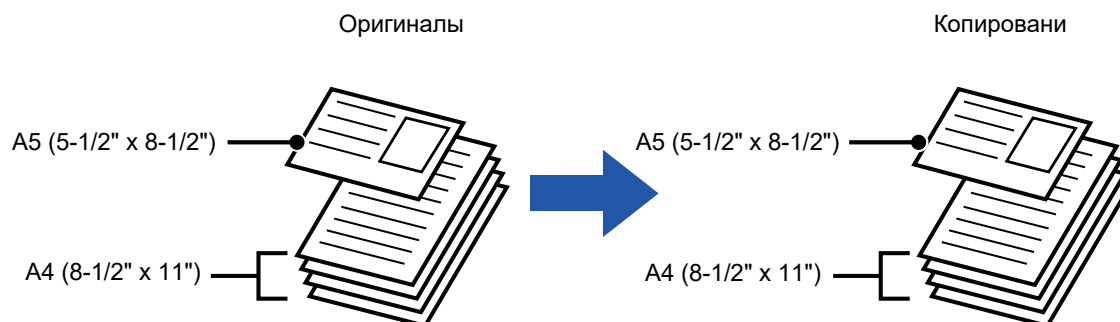 Оригиналы
Копировани
A5 (5-1/2" x 8-1/2")
A5 (5-1/2" x 8-1/2")
A4 (8-1/2" x 11")
A4 (8-1/2" x 11")